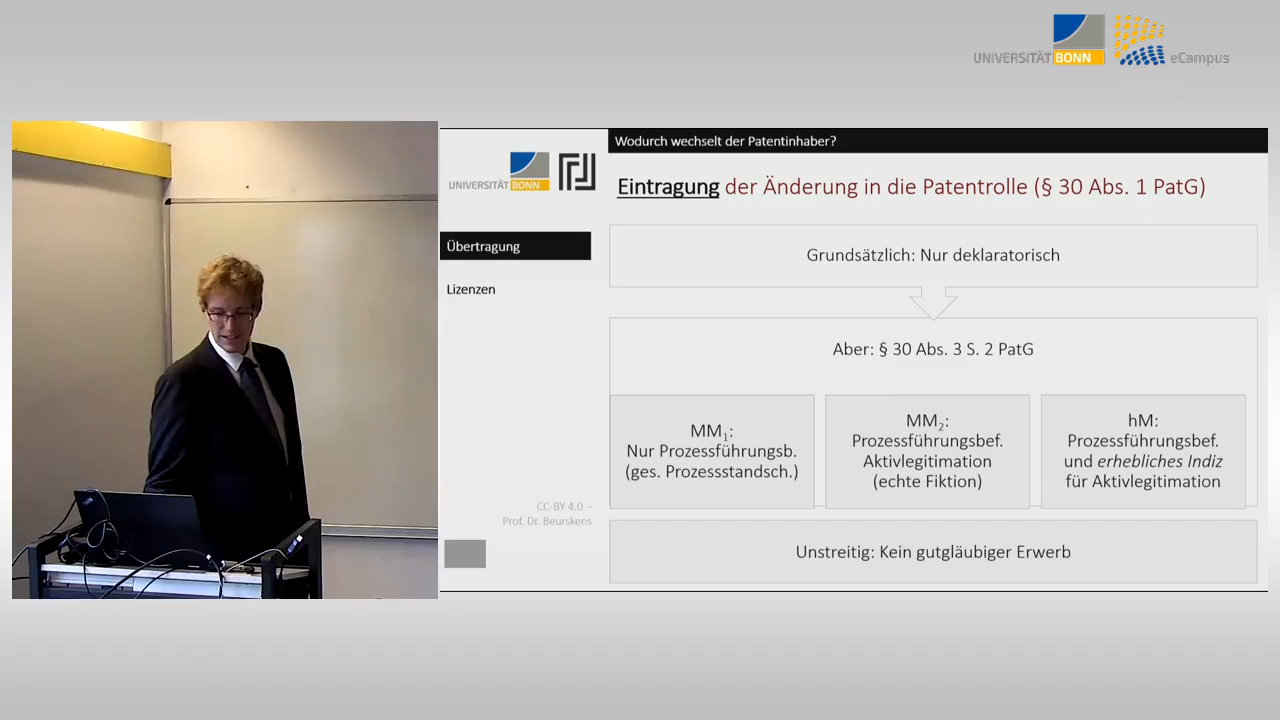 UNIVERSITÄT BONN eCampus
UNIVERSITÄT BONN
Wodurch wechselt der Patentinhaber?
Eintragung der Änderung in die Patentrolle (§ 30 Abs. 1 PatG)
Übertragung
Lizenzen
Grundsätzlich: Nur deklaratorisch
Aber: § 30 Abs. 3 S. 2 PatG
MM1:
Nur Prozessführungsb.
(ges. Prozessstandsch.)
MM2:
Prozessführungsbef.
Aktivlegitimation
(echte Fiktion)
hM:
Prozessführungsbef.
und erhebliches Indiz
für Aktivlegitimation
CC-BY 4.0 –
Prof. Dr. Beurskens
Unstreitig: Kein gutgläubiger Erwerb